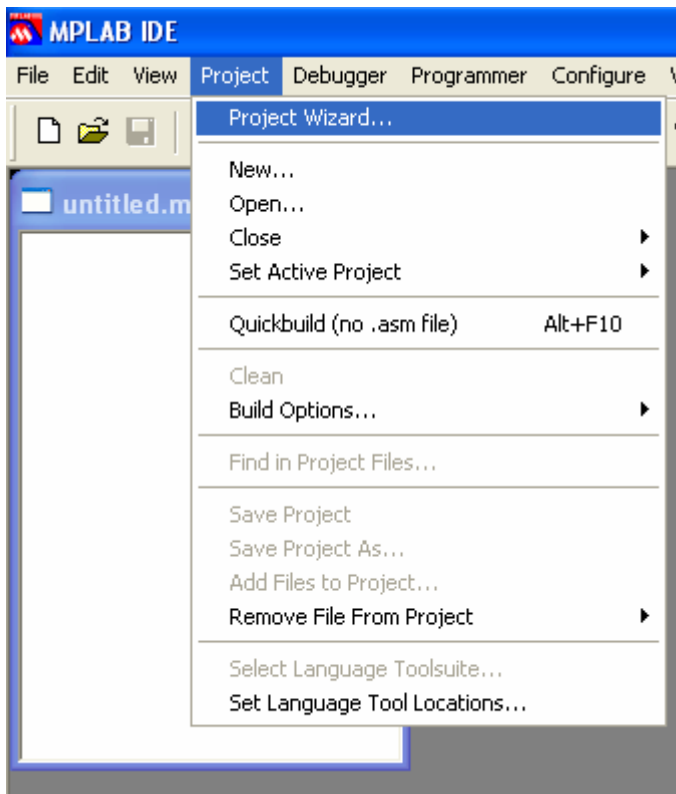 MPLAB IDE
File Edit View Project Debugger Programmer Configure
Project Wizard...
untitled.m
New...
Open...
Close
Set Active Project
Quickbuild (no .asm file) Alt+F10
Clean
Build Options...
Find in Project Files...
Save Project
Save Project As...
Add Files to Project...
Remove File From Project
Select Language Toolsuite...
Set Language Tool Locations...